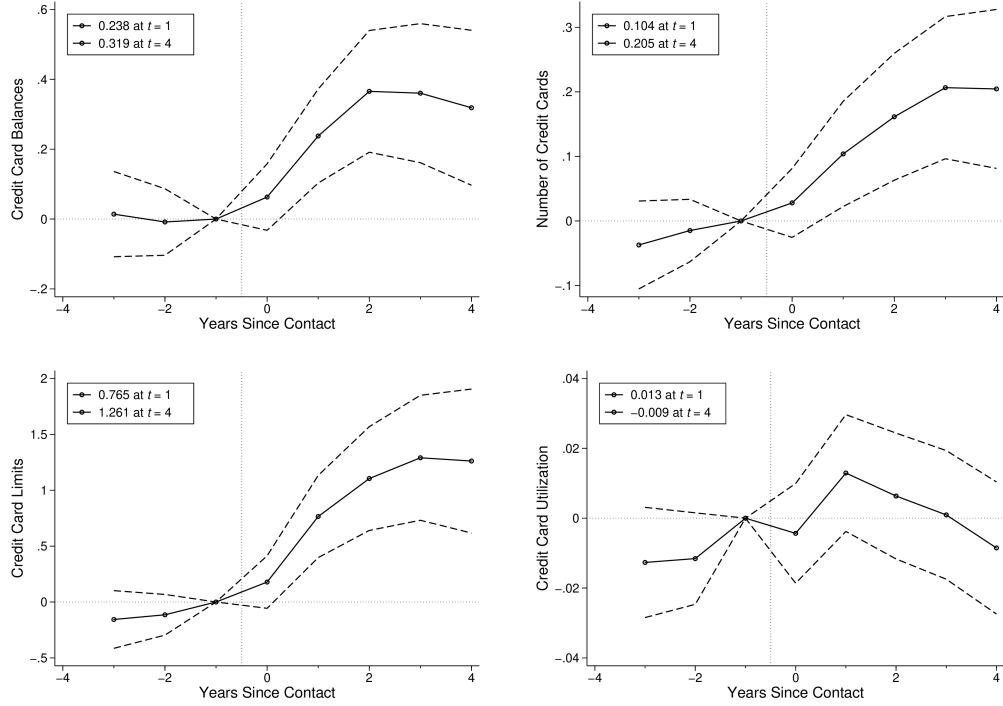 0.238 at t = 1
0.319 at t = 4
Credit Card Balances
.6
.4
.2
0
–.2
–4
–2
0
2
4
Years Since Contact
0.104 at t = 1
0.205 at t = 4
Number of Credit Cards
.3
.2
.1
0
–.1
–4
–2
0
2
4
Years Since Contact
0.765 at t = 1
1.261 at t = 4
Credit Card Limits
2
1.5
1
.5
0
–.5
–4
–2
0
2
4
Years Since Contact
0.013 at t = 1
–0.009 at t = 4
Credit Card Utilization
.04
.02
0
–.02
–.04
–4
–2
0
2
4
Years Since Contact